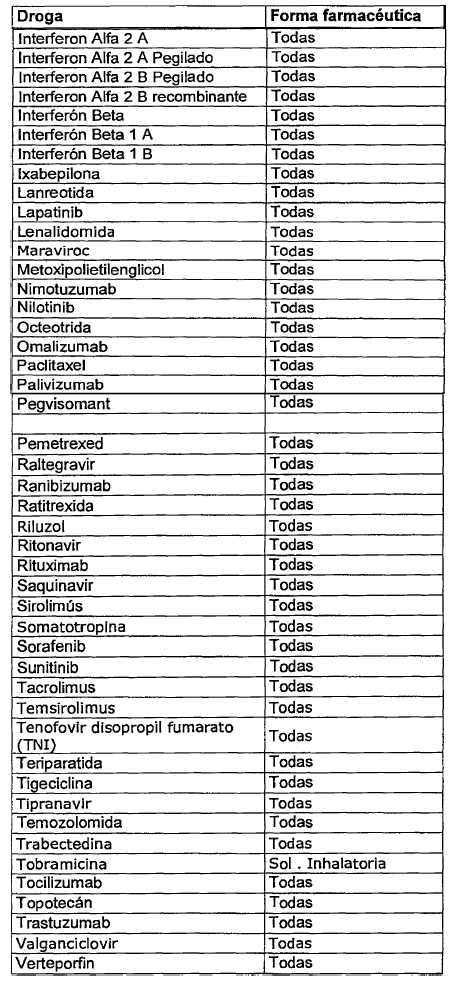 Droga Forma farmacéutica
Interferon Alfa 2 A Todas
Interferon Alfa 2 A Pegilado Todas
Interferon Alfa 2 B Pegilado Todas
Interferon Alfa 2 B recombinante Todas
Interferón Beta Todas
Interferón Beta 1 A Todas
Interferón Beta 1 B Todas
Ixabepilona Todas
Lanreotida Todas
Lapatinib Todas
Lenalidomida Todas
Maraviroc Todas
Metoxipolietilenglicol Todas
Nimotuzumab Todas
Nilotinib Todas
Octeotrida Todas
Omalizumab Todas
Paclitaxel Todas
Palivizumab Todas
Pegvisomant Todas
Pemetrexed Todas
Raltegravir Todas
Ranibizumab Todas
Ratitrexida Todas
Riluzol Todas
Ritonavir Todas
Rituximab Todas
Saquinavir Todas
Sirolimús Todas
Somatotropina Todas
Sorafenib Todas
Sunitinib Todas
Tacrolimus Todas
Temsirolimus Todas
Tenofovir disopropil fumarato
(TNI) Todas
Teriparatida Todas
Tigeciclina Todas
Tipranavir Todas
Temozolomida Todas
Trabectedina Todas
Tobramicina Sol . Inhalatoria
Tocilizumab Todas
Topotecán Todas
Trastuzumab Todas
Valganciclovir Todas
Verteporfin Todas